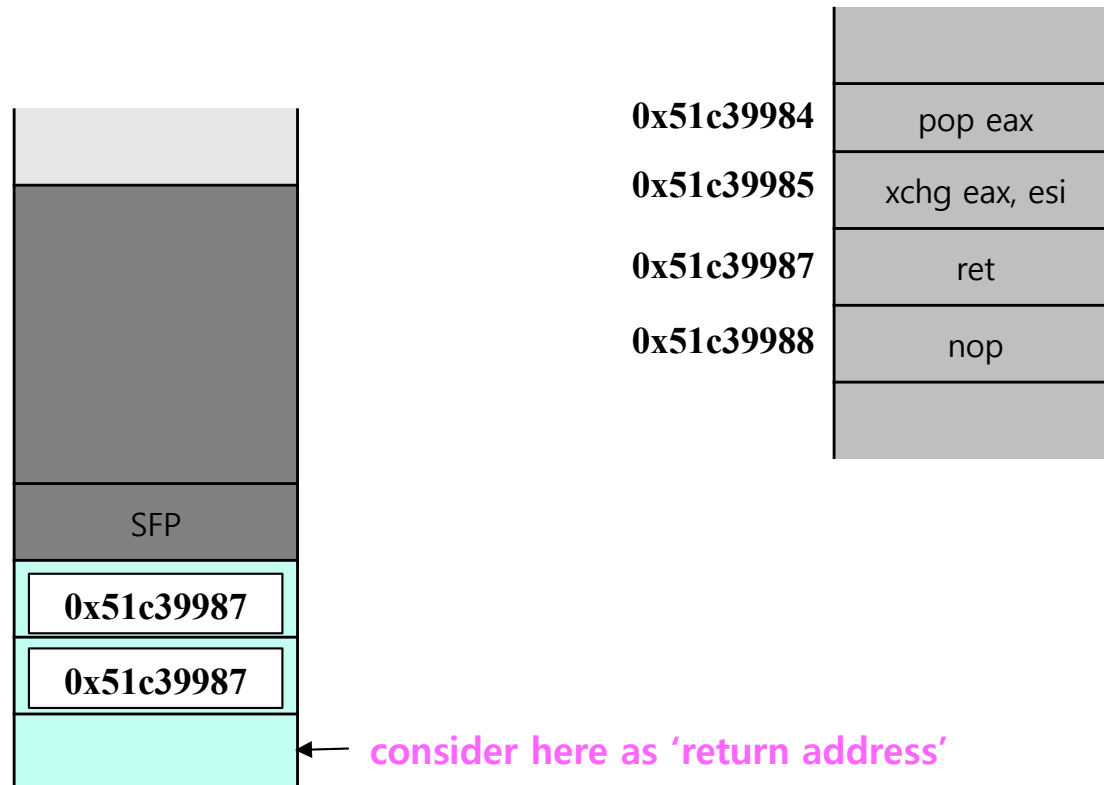 0x51c39984 pop eax
0x51c39985 xchg eax, esi
0x51c39987 ret
0x51c39988 nop
SFP
0x51c39987
0x51c39987
consider here as ‘return address’